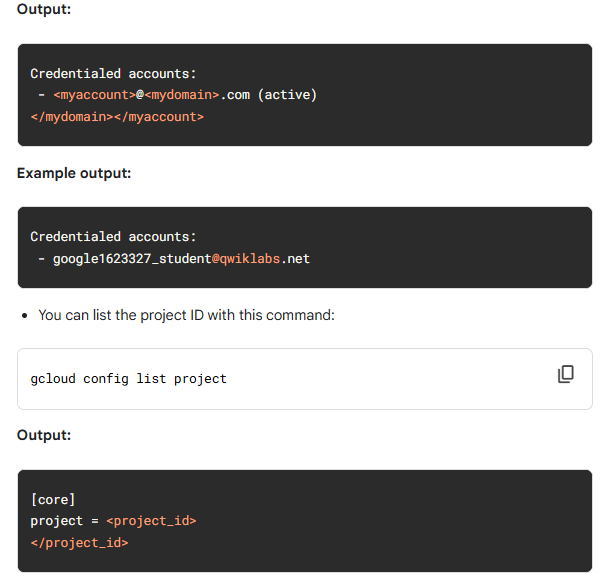 Output:
Credentialed accounts:
- <myaccount>@<mydomain>.com (active)
</mydomain></myaccount>
Example output:
Credentialed accounts:
- google1623327_student@qwiklabs.net
• You can list the project ID with this command:
gcloud config list project
Output:
[core]
project = <project_id>
</project_id>